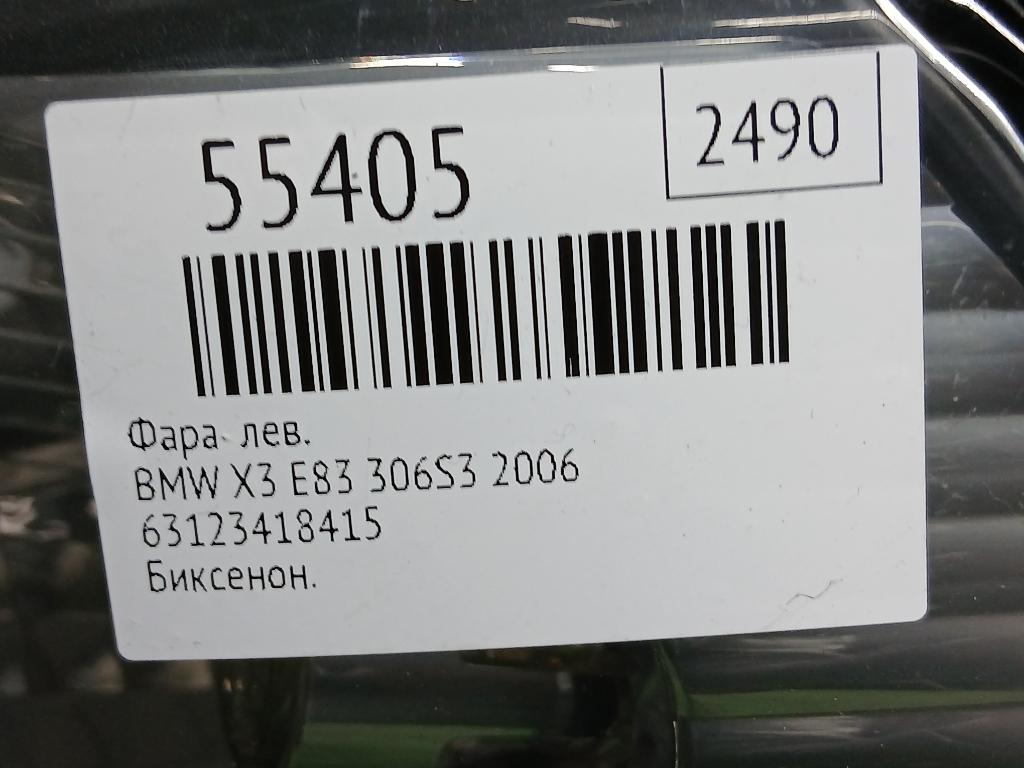 55405
2490
Фара лев.
BMW X3 E83 306S3 2006
63123418415
Биксенон.